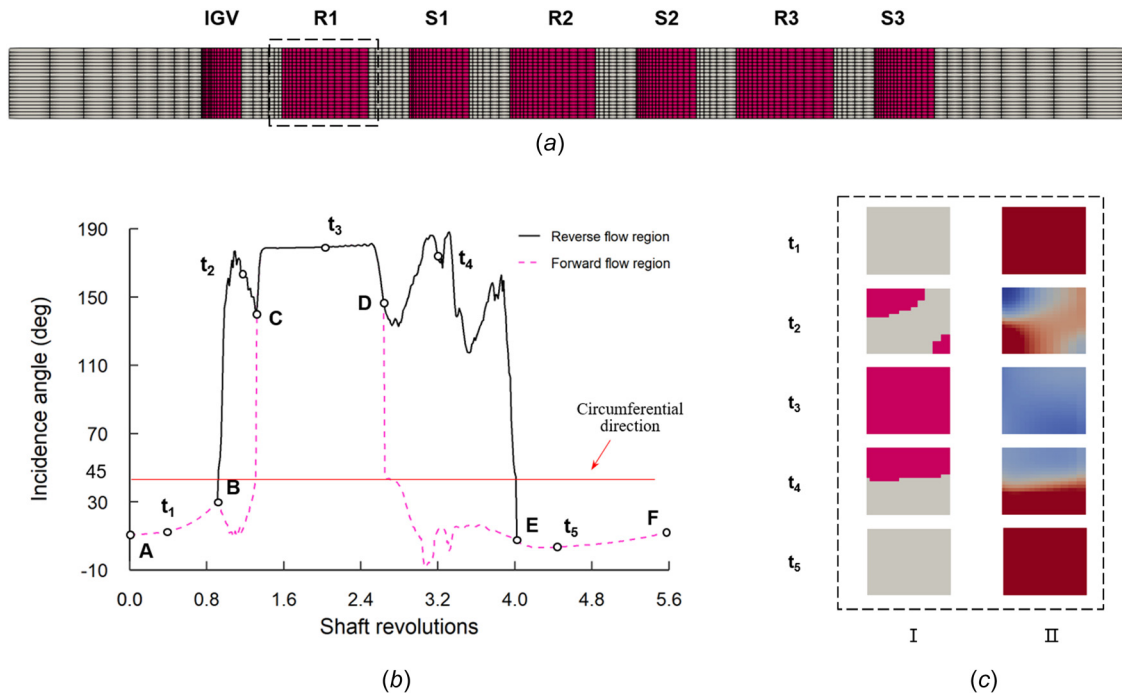 IGV R1 S1 R2 S2 R3 S3
(a)
190
150
110
70
45
30
-10
Incidence angle (deg)
0.0 0.8 1.6 2.4 3.2 4.0 4.8 5.6
Shaft revolutions
Reverse flow region
Forward flow region
Circumferential
direction
A
t1
B
t2
C
t3
D
t4
E
t5
F
(b)
t1
t2
t3
t4
t5
I II
(c)